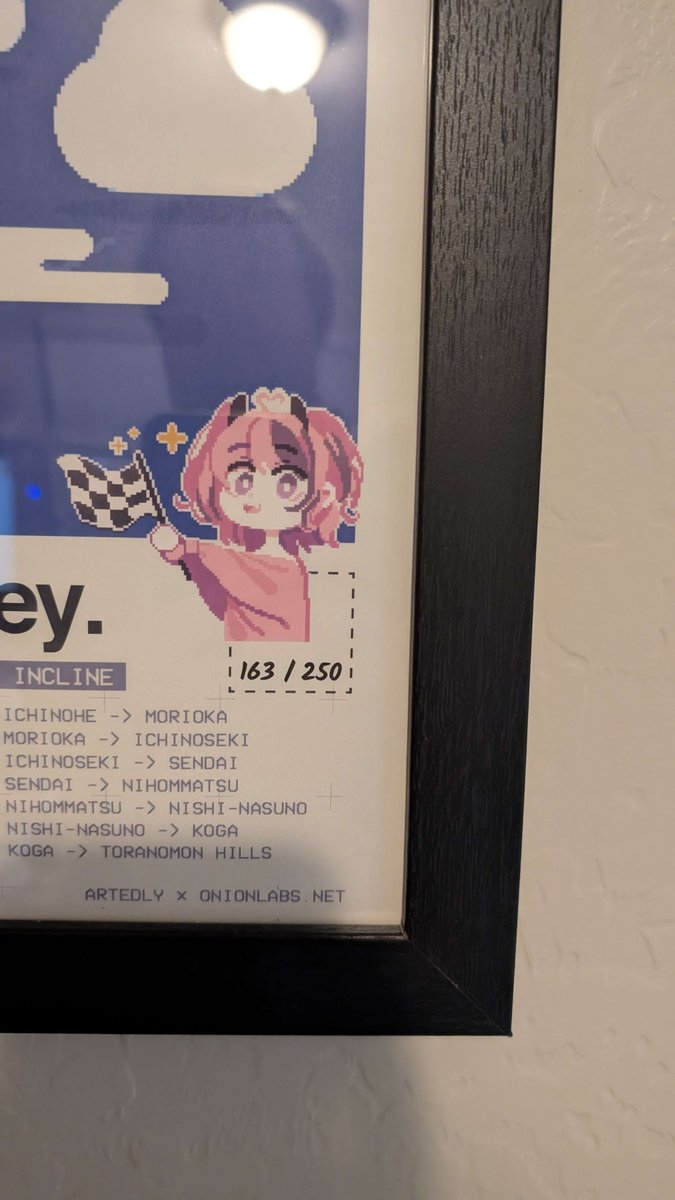 ey.
INCLINE
163 / 250
ICHINOHE -> MORIOKA
MORIOKA -> ICHINOSEKI
ICHINOSEKI -> SENDAI
SENDAI -> NIHOMMATSU
NIHOMMATSU -> NISHI-NASUNO
NISHI-NASUNO -> KOGA
KOGA -> TORANOMON HILLS
ARTEDLY × ONIONLABS.NET